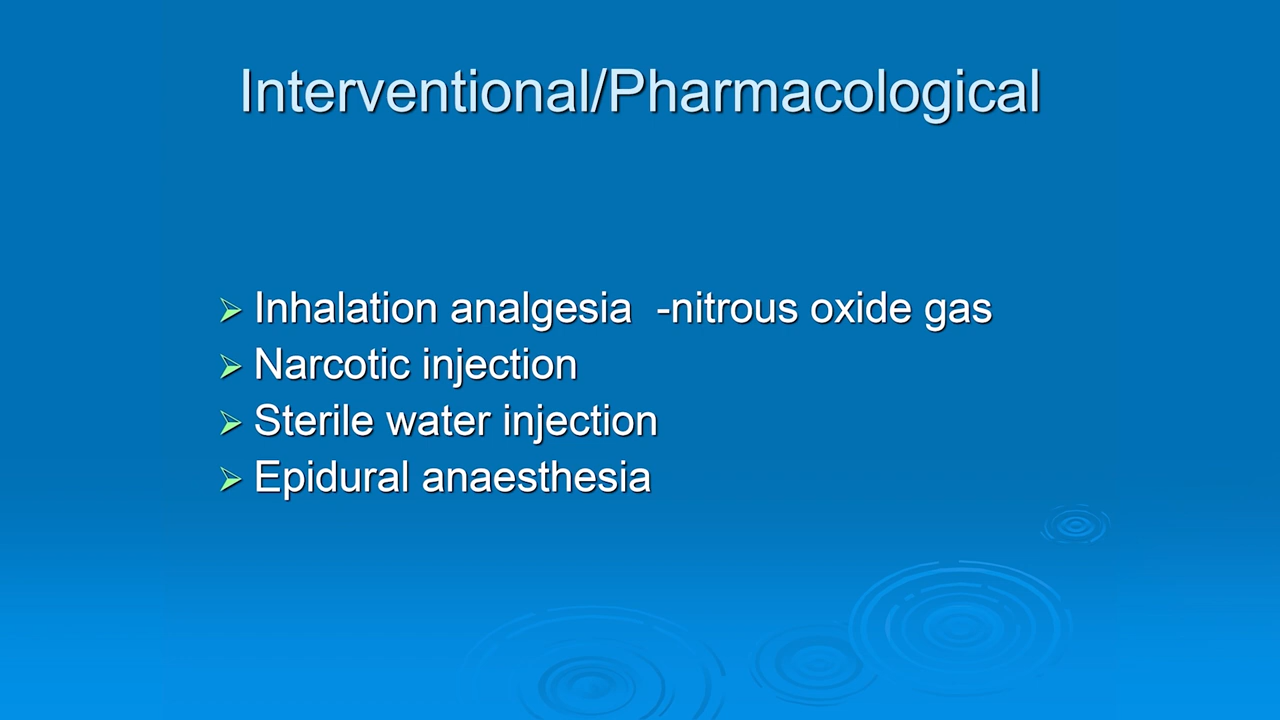 Interventional/Pharmacological
Inhalation analgesia  -nitrous oxide gas
Narcotic injection
Sterile water injection
Epidural anaesthesia